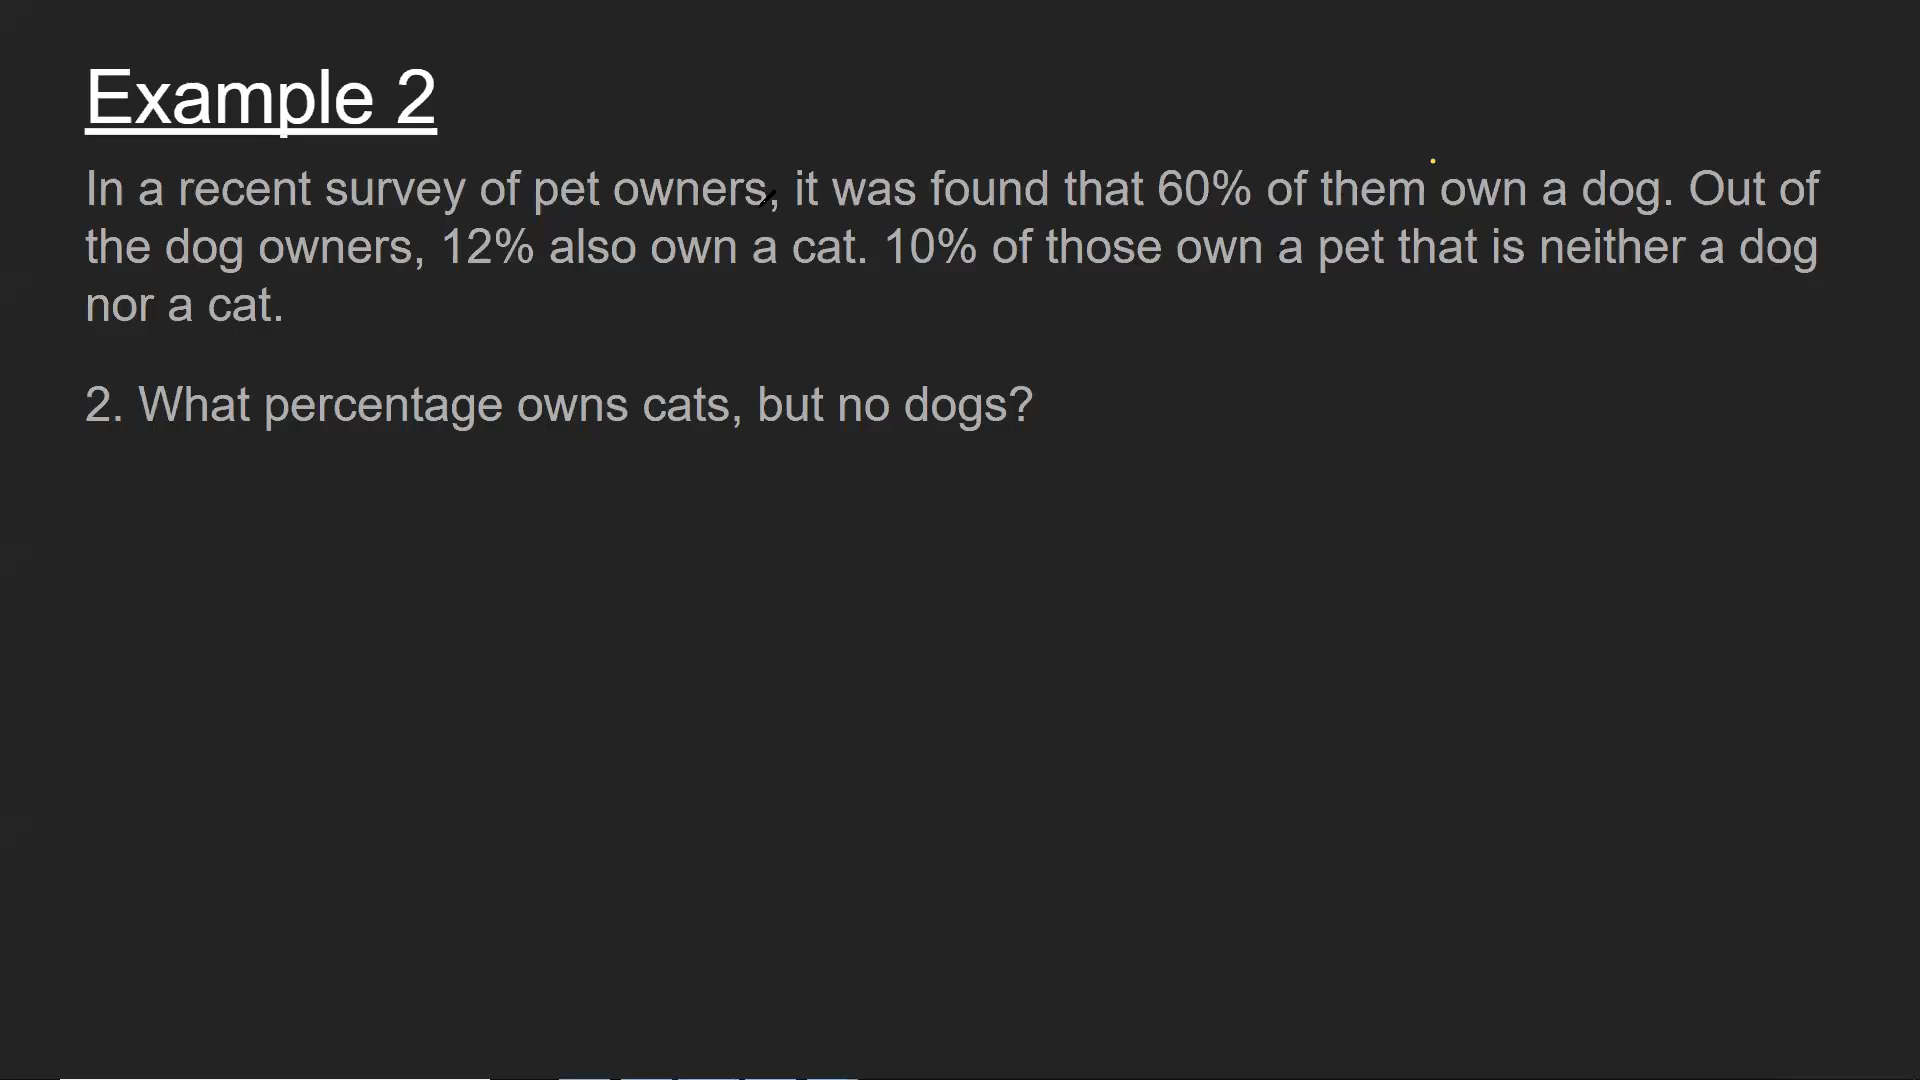 Example 2
In a recent survey of pet owners, it was found that 60% of them own a dog. Out of
the dog owners, 12% also own a cat. 10% of those own a pet that is neither a dog
nor a cat.
2. What percentage owns cats, but no dogs?